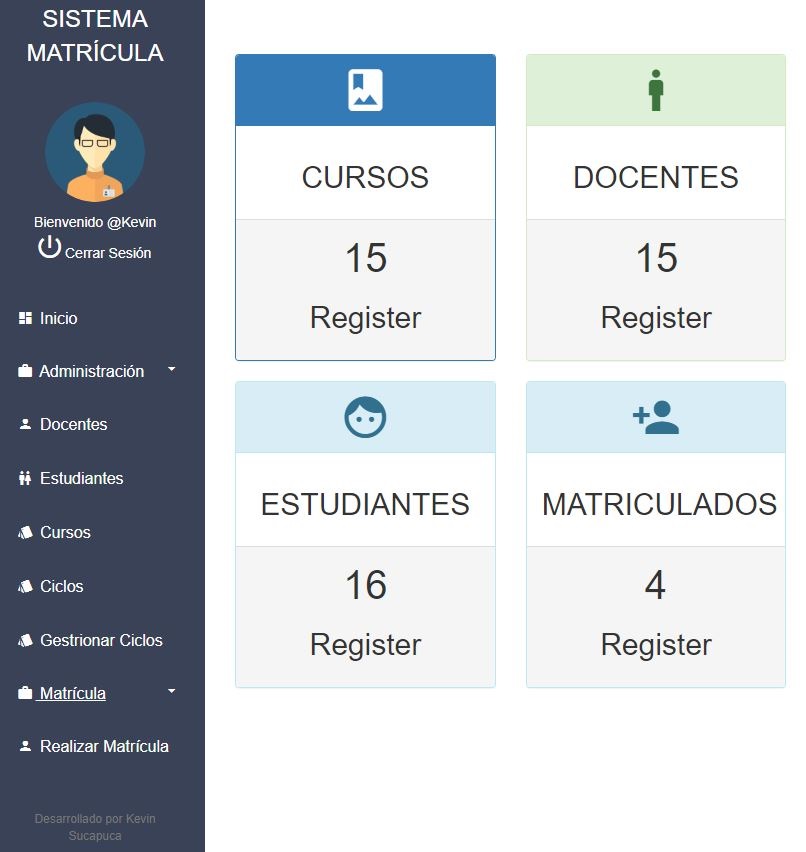 SISTEMA
MATRÍCULA
Bienvenido @Kevin
Cerrar Sesión
Inicio
Administración
Docentes
Estudiantes
Cursos
Ciclos
Gestionar Ciclos
Matrícula
Realizar Matrícula
Desarrollado por Kevin
Sucapuca
CURSOS
15
Register
DOCENTES
15
Register
ESTUDIANTES
16
Register
MATRICULADOS
4
Register